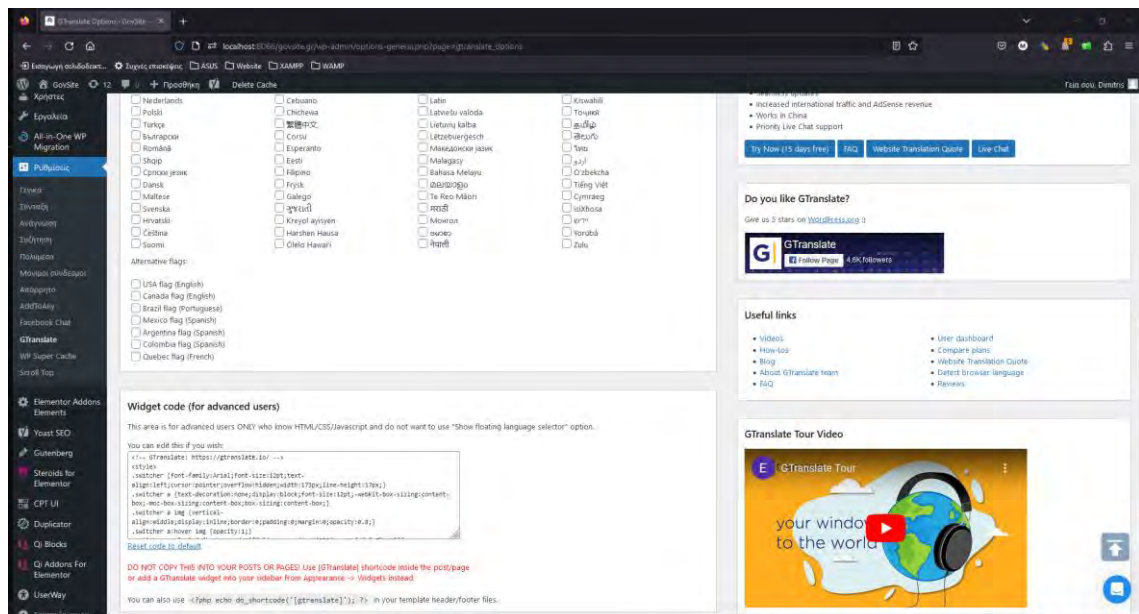 GTranslate Options ‹ GovSite —
localhost:8080/govsite.gr/wp-admin/options-general.php?page=gtranslate_options
Εισαγωγή σελιδοδεικτ...
Συχνές επισκέψεις
ASUS
Website
XAMPP
WAMP
GovSite
12
0
Προσθήκη
Delete Cache
Γεια σου, Dimitris
Χρήστες
Εργαλεία
All-in-One WP
Migration
Ρυθμίσεις
Γενικά
Σύνταξη
Ανάγνωση
Συζήτηση
Πολυμέσα
Μόνιμοι σύνδεσμοι
Απόρρητο
AddToAny
Facebook Chat
GTranslate
WP Super Cache
Scroll Top
Elementor Addons
Elements
Yoast SEO
Gutenberg
Steroids for
Elementor
CPT UI
Duplicator
Qi Blocks
Qi Addons For
Elementor
UserWay
Nederlands
Polski
Türkçe
Български
Română
Shqip
Српски језик
Dansk
Maltese
Svenska
Hrvatski
Čeština
Suomi
Cebuano
Chichewa
繁體中文
Corsu
Esperanto
Eesti
Filipino
Frysk
Galego
ગુજરાતી
Kreyol ayisyen
Harshen Hausa
Ōlelo Hawaiʻi
Latin
Latviešu valoda
Lietuvių kalba
Lëtzebuergesch
Македонски јазик
Malagasy
Bahasa Melayu
മലയാളം
Te Reo Māori
मराठी
Монгол
ဗမာစာ
नेपाली
Kiswahili
Тоҷикӣ
தமிழ்
తెలుగు
ไทย
اردو
O'zbekcha
Tiếng Việt
Cymraeg
isiXhosa
יידיש
Yorùbá
Zulu
Alternative flags:
USA flag (English)
Canada flag (English)
Brazil flag (Portuguese)
Mexico flag (Spanish)
Argentina flag (Spanish)
Colombia flag (Spanish)
Quebec flag (French)
Widget code (for advanced users)
This area is for advanced users ONLY who know HTML/CSS/Javascript and do not want to use "Show floating language selector" option.
You can edit this if you wish:
<!-- GTranslate: https://gtranslate.io/ -->
<style>
.switcher {font-family:Arial;font-size:12pt;text-
align:left;cursor:pointer;overflow:hidden;width:173px;line-height:17px;}
.switcher a {text-decoration:none;display:block;font-size:12pt;-webkit-box-sizing:content-
box;-moz-box-sizing:content-box;box-sizing:content-box;}
.switcher a img {vertical-
align:middle;display:inline;border:0;padding:0;margin:0;opacity:0.8;}
.switcher a:hover img {opacity:1;}
Reset code to default
DO NOT COPY THIS INTO YOUR POSTS OR PAGES! Use [GTranslate] shortcode inside the post/page
or add a GTranslate widget into your sidebar from Appearance -> Widgets instead.
You can also use <?php echo do_shortcode('[gtranslate]'); ?> in your template header/footer files.
Seamless updates
Increased international traffic and AdSense revenue
Works in China
Priority Live Chat support
Try Now (15 days free)
FAQ
Website Translation Quote
Live Chat
Do you like GTranslate?
Give us 5 stars on WordPress.org :)
GTranslate
Follow Page
4.6K followers
Useful links
Videos
How-tos
Blog
About GTranslate team
FAQ
User dashboard
Compare plans
Website Translation Quote
Detect browser language
Reviews
GTranslate Tour Video
E
GTranslate Tour
your window
to the world